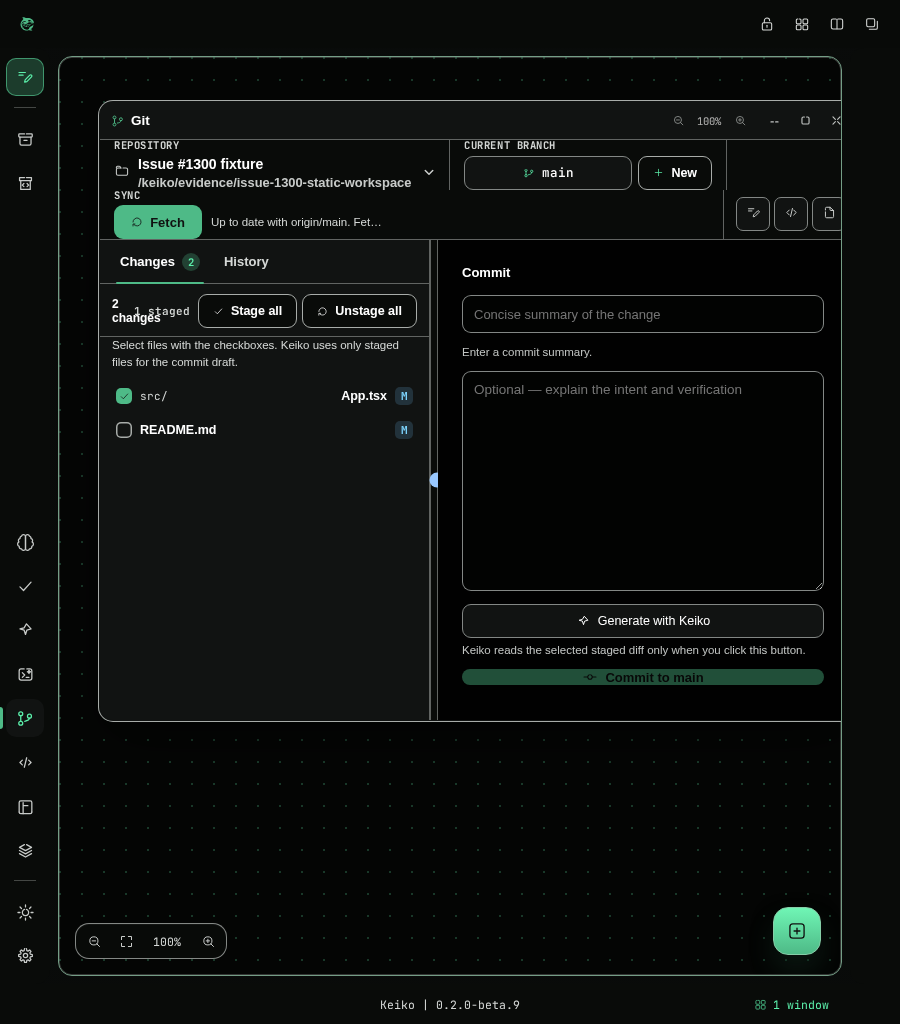 Git
100%
REPOSITORY
Issue #1300 fixture
/keiko/evidence/issue-1300-static-workspace
CURRENT BRANCH
main
New
SYNC
Fetch
Up to date with origin/main. Fet…
Changes 2
History
2 changes
1 staged
Stage all
Unstage all
Select files with the checkboxes. Keiko uses only staged
files for the commit draft.
src/
App.tsx
M
README.md
M
Commit
Concise summary of the change
Enter a commit summary.
Optional — explain the intent and verification
Generate with Keiko
Keiko reads the selected staged diff only when you click this button.
Commit to main
100%
Keiko | 0.2.0-beta.9
1 window